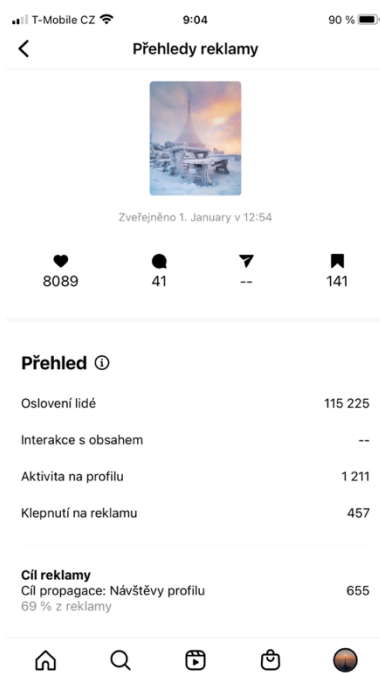 T-Mobile CZ 9:04 90 %
Přehledy reklamy
Zveřejněno 1. January v 12:54
8089 41 -- 141
Přehled
Oslovení lidé 115 225
Interakce s obsahem --
Aktivita na profilu 1 211
Klepnutí na reklamu 457
Cíl reklamy
Cíl propagace: Návštěvy profilu 655
69 % z reklamy